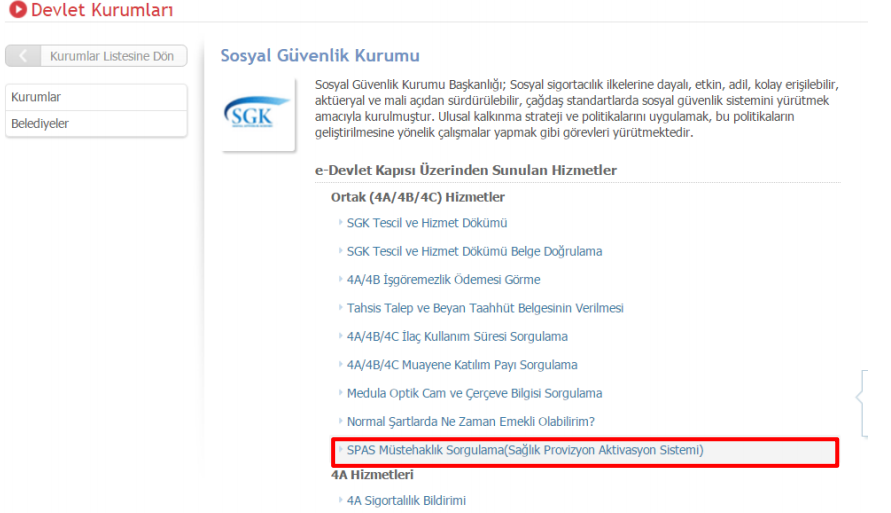 Devlet Kurumları
Kurumlar Listesine Dön
Kurumlar
Belediyeler
Sosyal Güvenlik Kurumu
SGK
Sosyal Güvenlik Kurumu Başkanlığı; Sosyal sigortacılık ilkelerine dayalı, etkin, adil, kolay erişilebilir,
aktüeryal ve mali açıdan sürdürülebilir, çağdaş standartlarda sosyal güvenlik sistemini yürütmek
amacıyla kurulmuştur. Ulusal kalkınma strateji ve politikalarını uygulamak, bu politikaların
geliştirilmesine yönelik çalışmalar yapmak gibi görevleri yürütmektedir.
e-Devlet Kapısı Üzerinden Sunulan Hizmetler
Ortak (4A/4B/4C) Hizmetler
SGK Tescil ve Hizmet Dökümü
SGK Tescil ve Hizmet Dökümü Belge Doğrulama
4A/4B İşgöremezlik Ödemesi Görme
Tahsis Talep ve Beyan Taahhüt Belgesinin Verilmesi
4A/4B/4C İlaç Kullanım Süresi Sorgulama
4A/4B/4C Muayene Katılım Payı Sorgulama
Medula Optik Cam ve Çerçeve Bilgisi Sorgulama
Normal Şartlarda Ne Zaman Emekli Olabilirim?
SPAS Müstehaklık Sorgulama(Sağlık Provizyon Aktivasyon Sistemi)
4A Hizmetleri
4A Sigortalılık Bildirimi